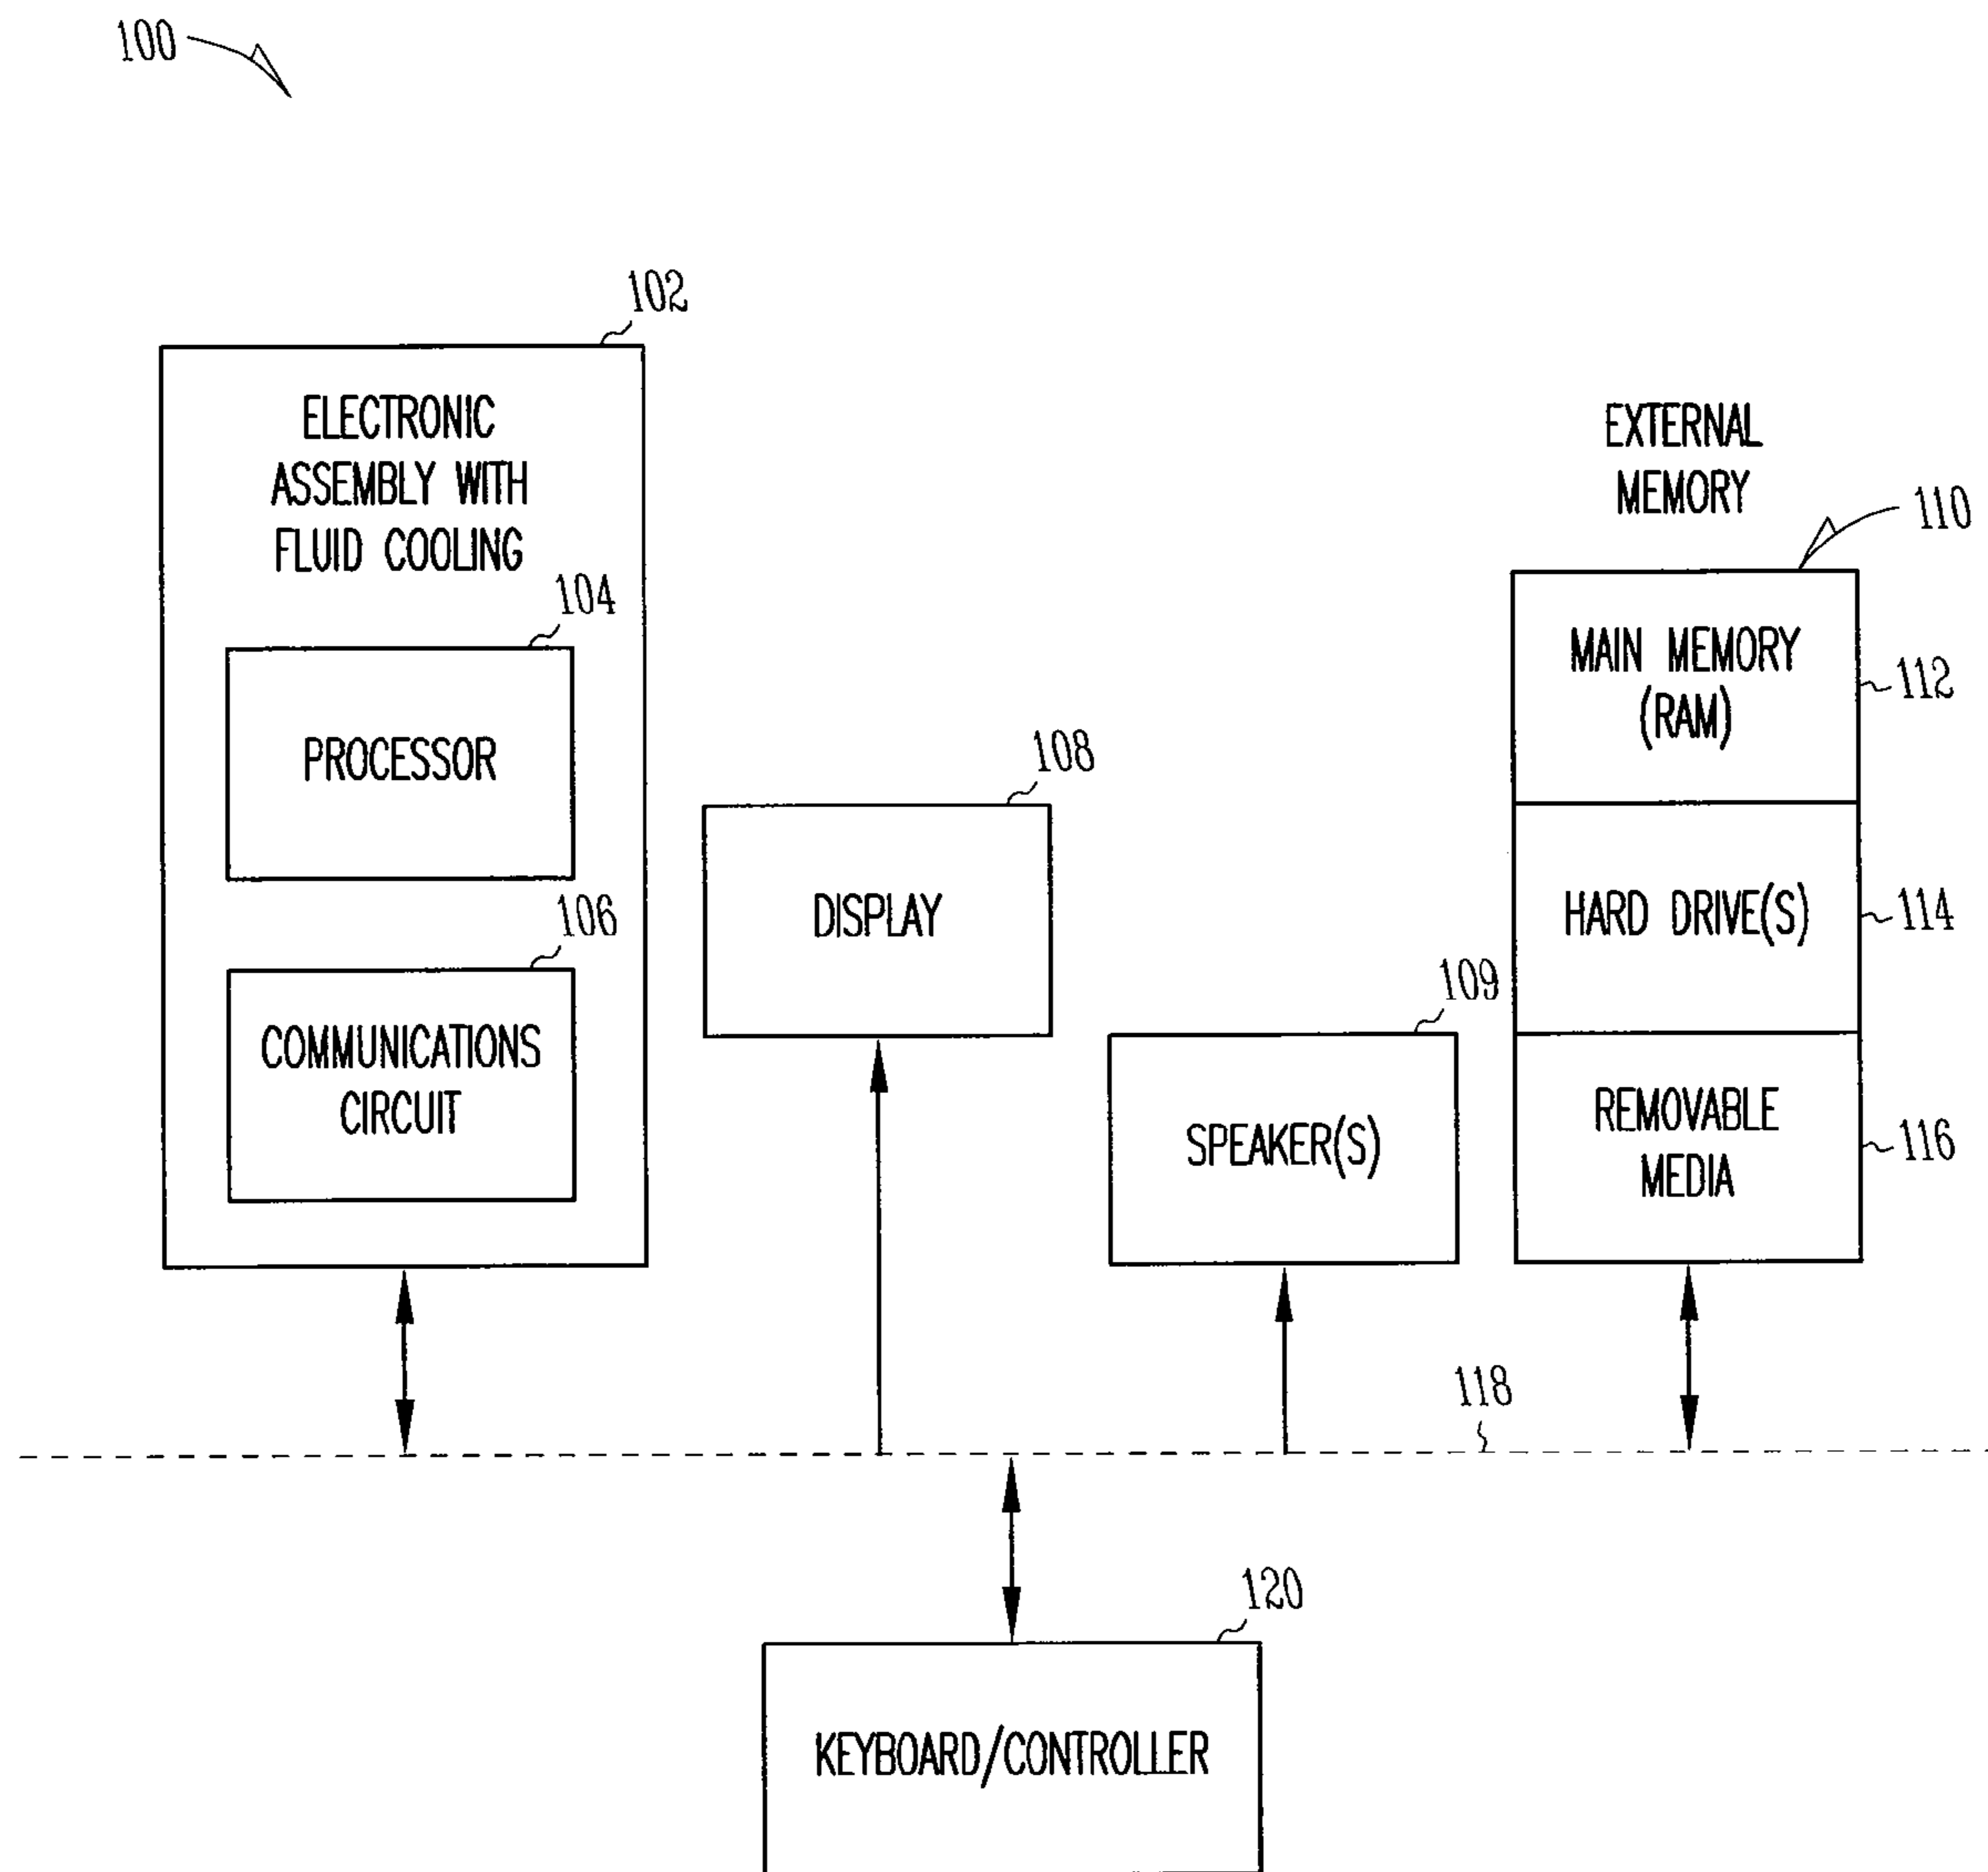 100
102
ELECTRONIC
ASSEMBLY WITH
FLUID COOLING
104
PROCESSOR
106
COMMUNICATIONS
CIRCUIT
108
DISPLAY
109
SPEAKER(S)
EXTERNAL
MEMORY
110
MAIN MEMORY
(RAM)
112
HARD DRIVE(S)
114
REMOVABLE
MEDIA
116
118
120
KEYBOARD/CONTROLLER